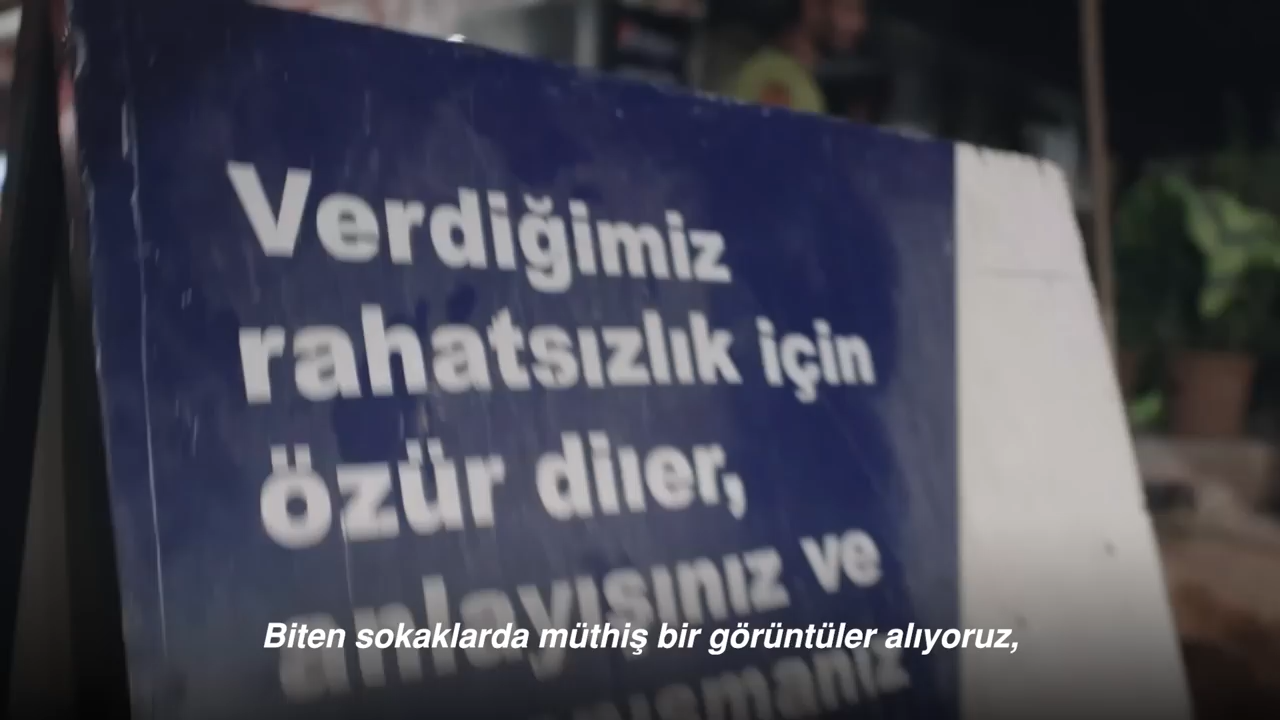 Verdiğimiz
rahatsızlık için
özür diler,
anlayışınız ve
Biten sokaklarda müthiş bir görüntüler alıyoruz,